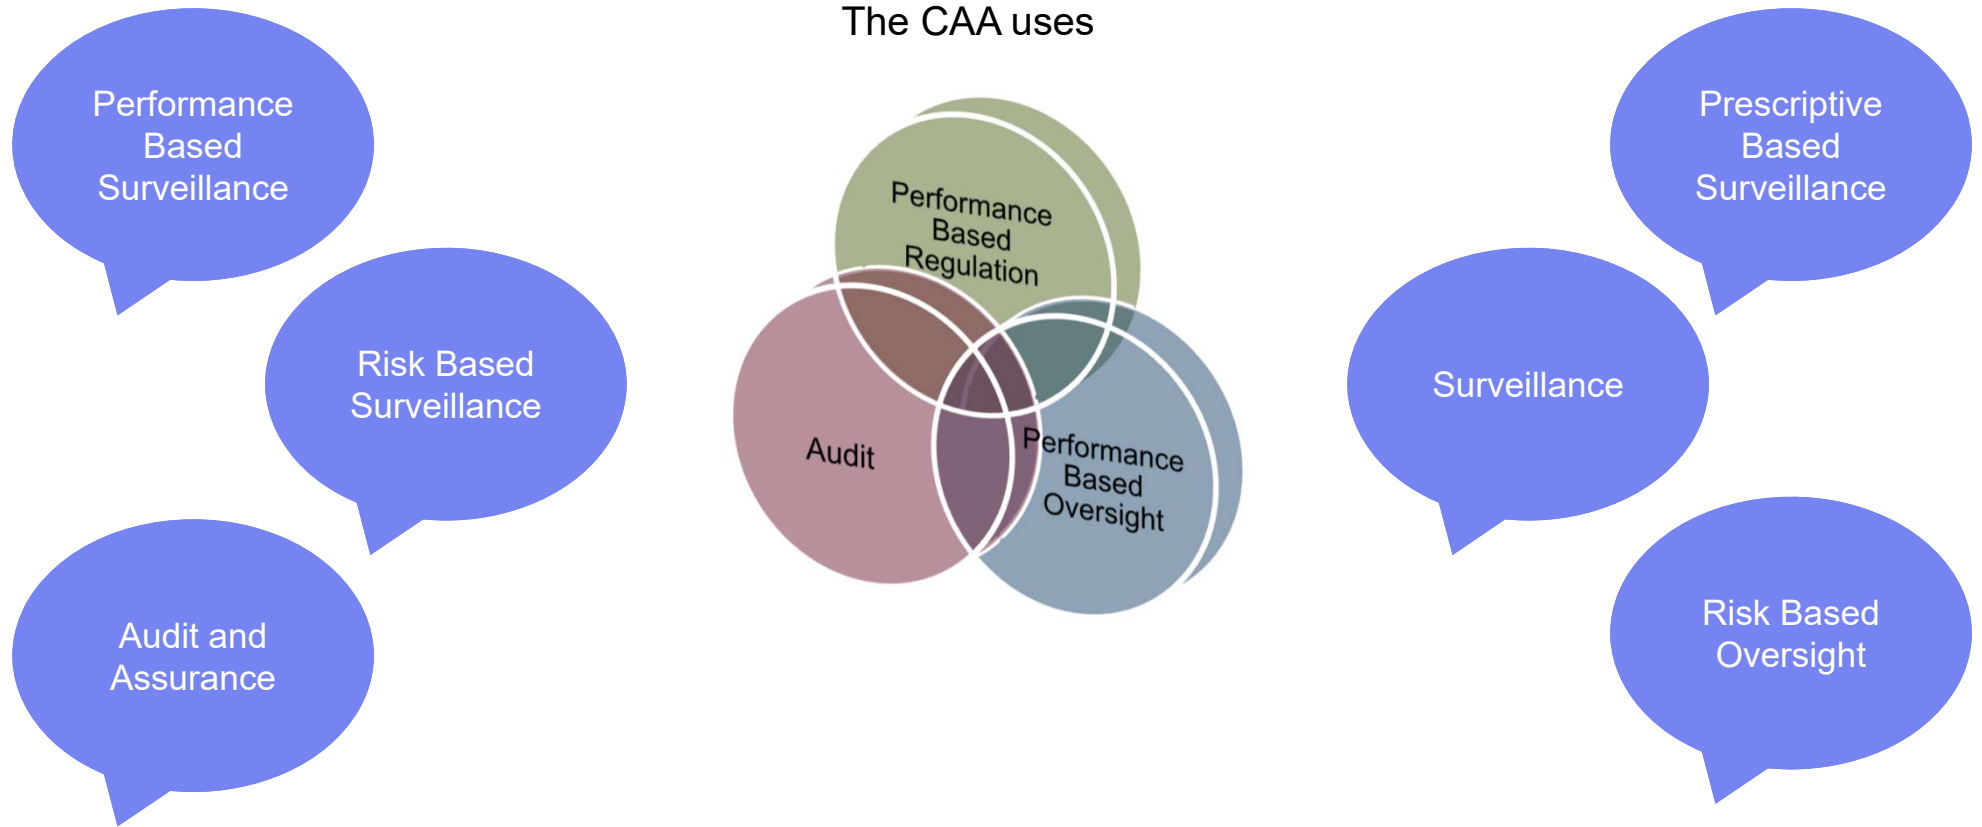 The CAA uses
Performance
Based
Surveillance
Risk Based
Surveillance
Audit and
Assurance
Performance
Based
Regulation
Audit
Performance
Based
Oversight
Prescriptive
Based
Surveillance
Surveillance
Risk Based
Oversight